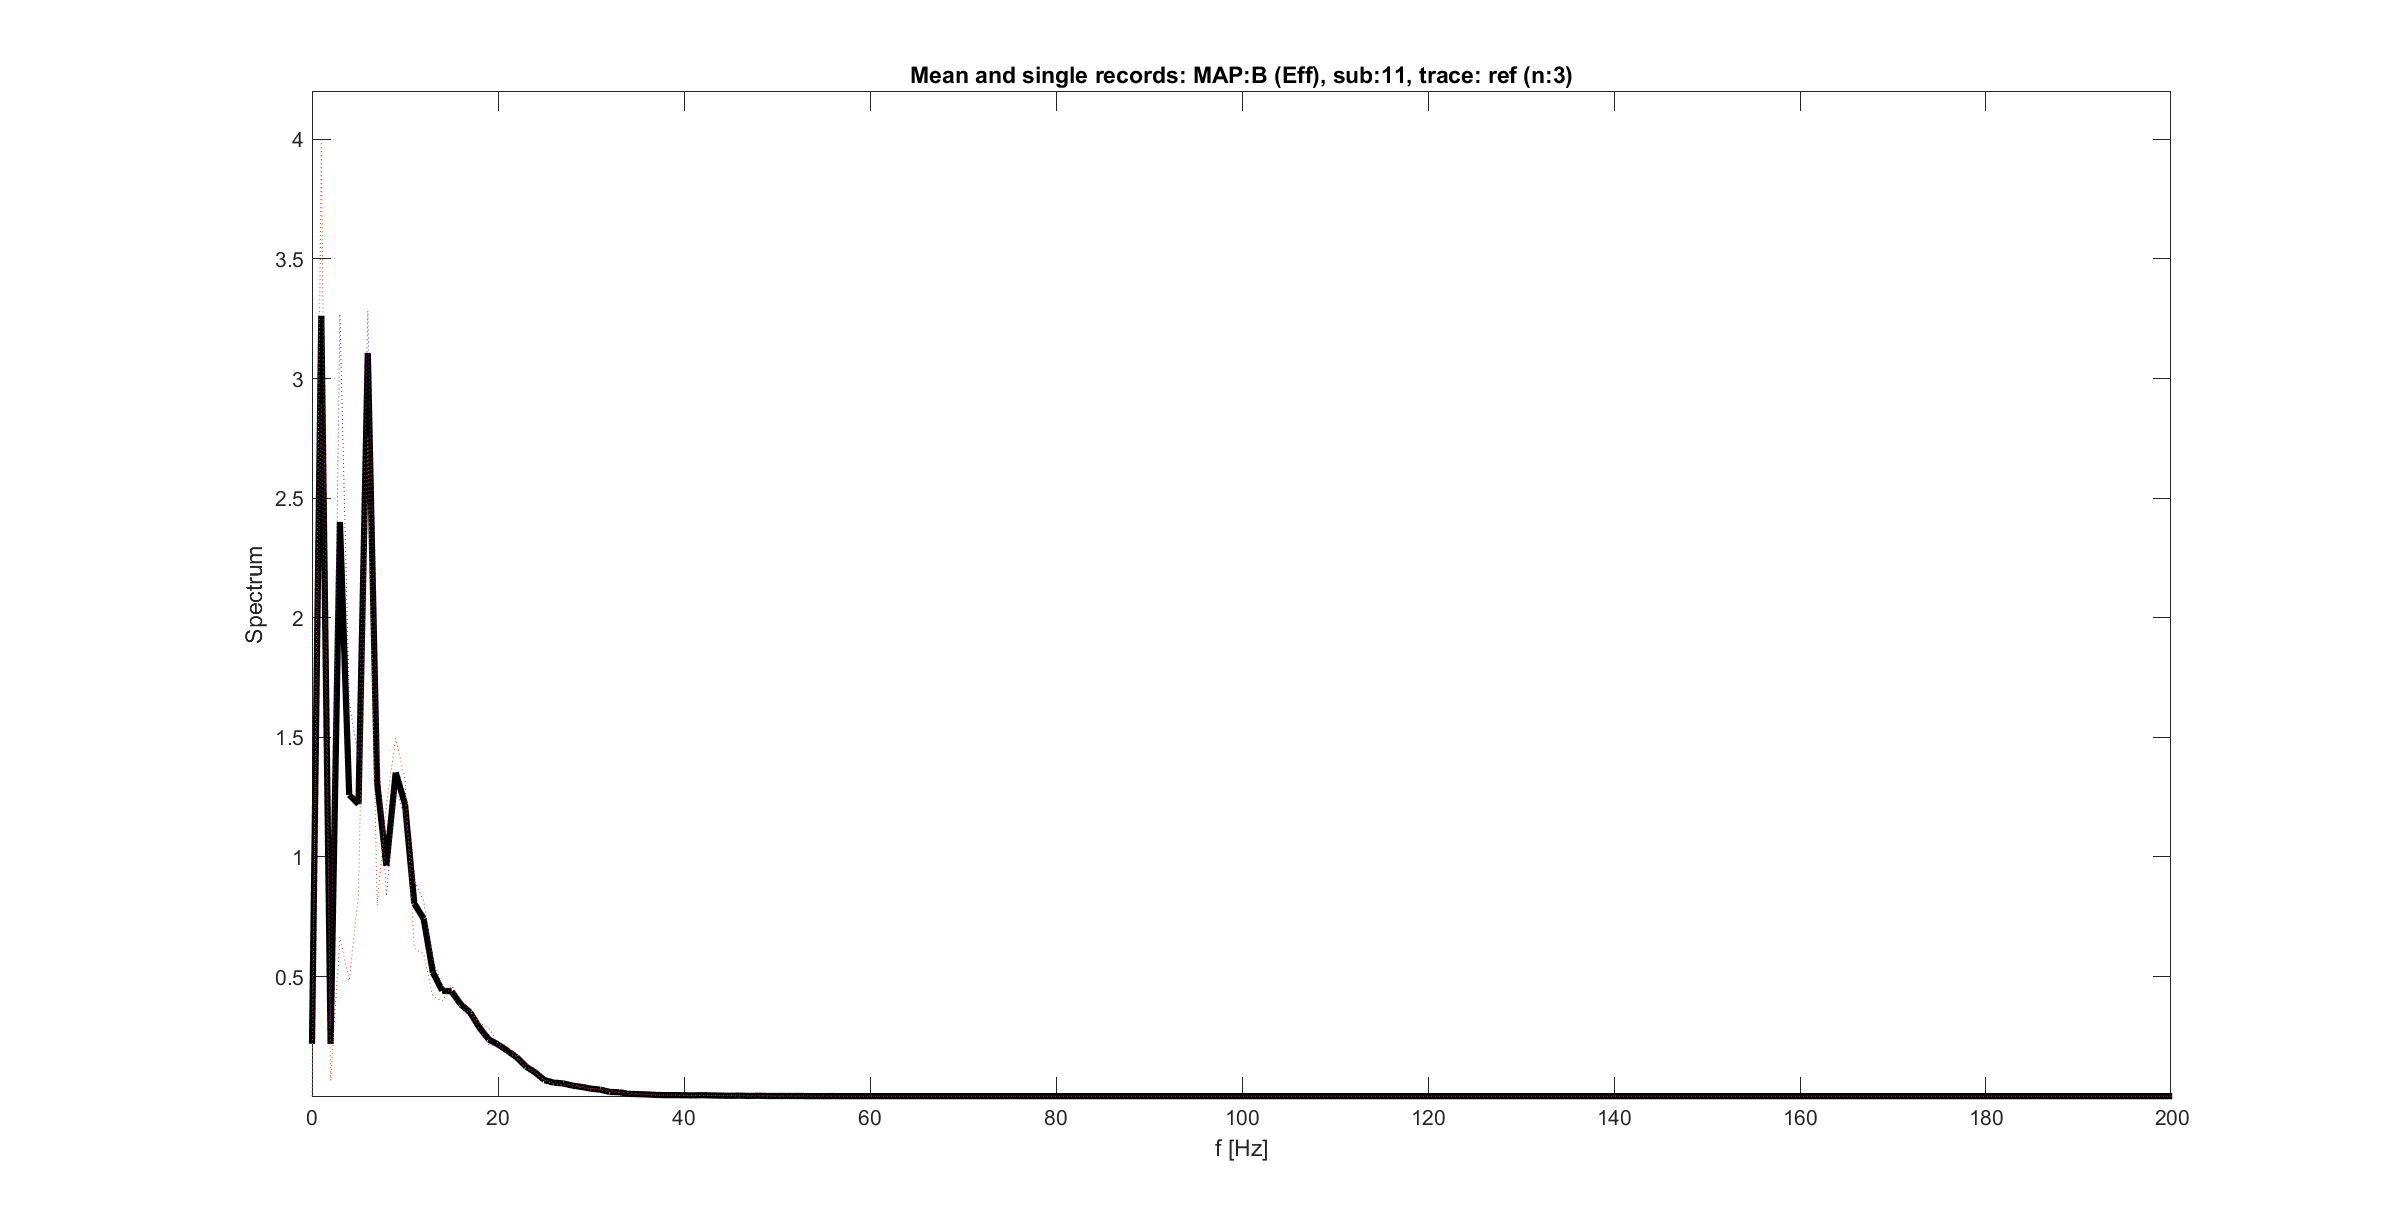 Mean and single records: MAP:B (Eff), sub:11, trace: ref (n:3)
4
3.5
3
2.5
2
1.5
1
0.5
Spectrum
0 20 40 60 80 100 120 140 160 180 200
f [Hz]